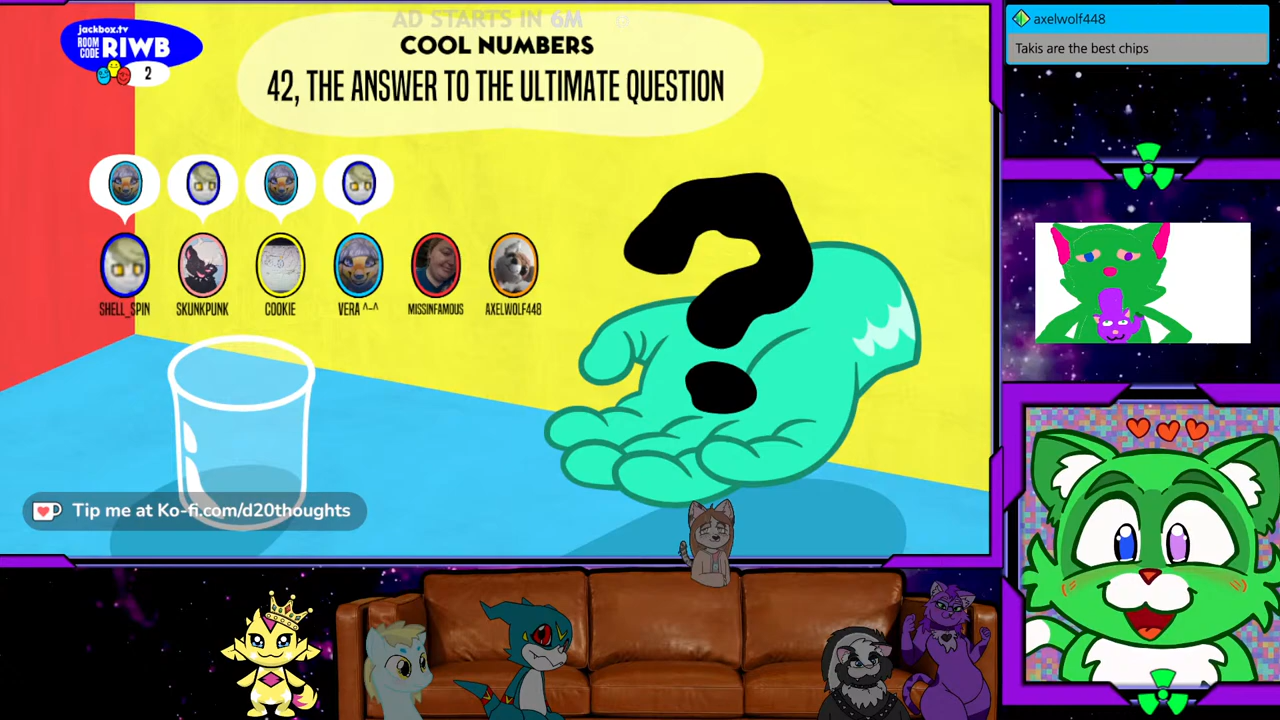 AD STARTS IN 6M
jackbox.tv
ROOM
CODE
RIWB
2
COOL NUMBERS
42, THE ANSWER TO THE ULTIMATE QUESTION
SHELL_SPIN
SKUNKPUNK
COOKIE
VERA ^-^
MISSINFAMOUS
AXELWOLF448
Tip me at Ko-fi.com/d20thoughts
axelwolf448
Takis are the best chips